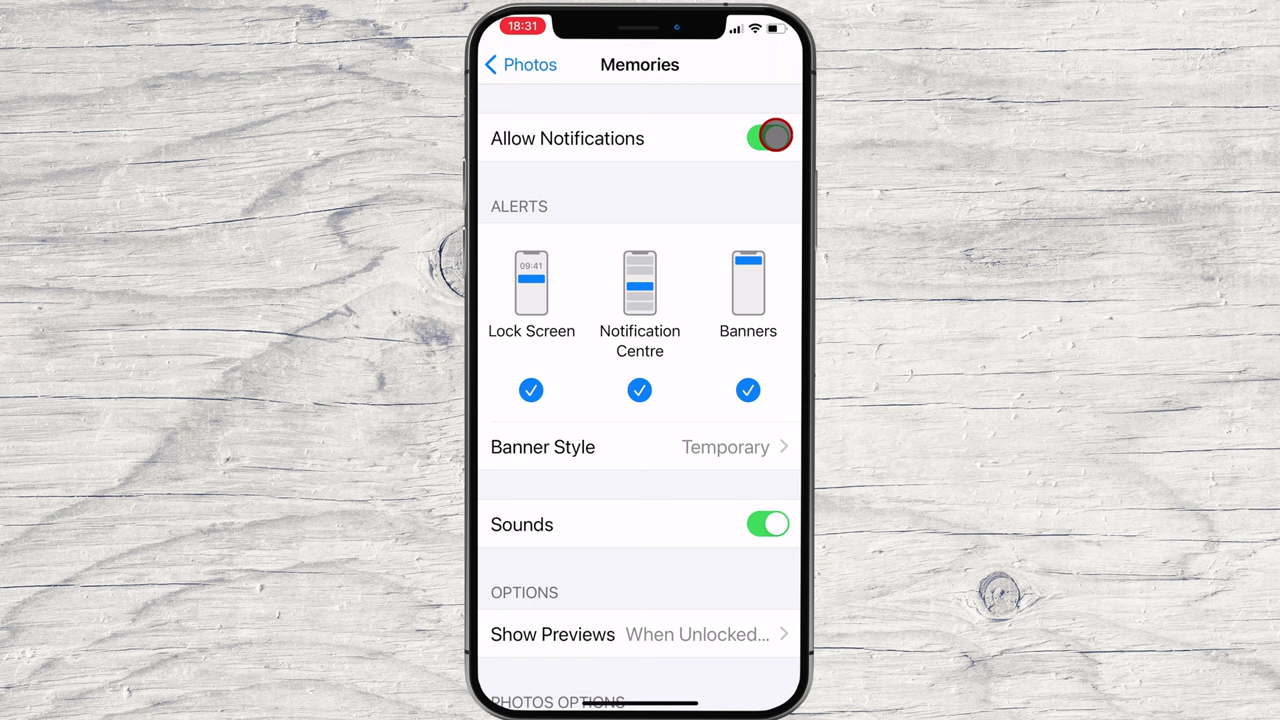 18:31
Photos
Memories
Allow Notifications
ALERTS
09:41
Lock Screen
Notification
Centre
Banners
Banner Style
Temporary
Sounds
OPTIONS
Show Previews
When Unlocked...
PHOTOS OPTIONS